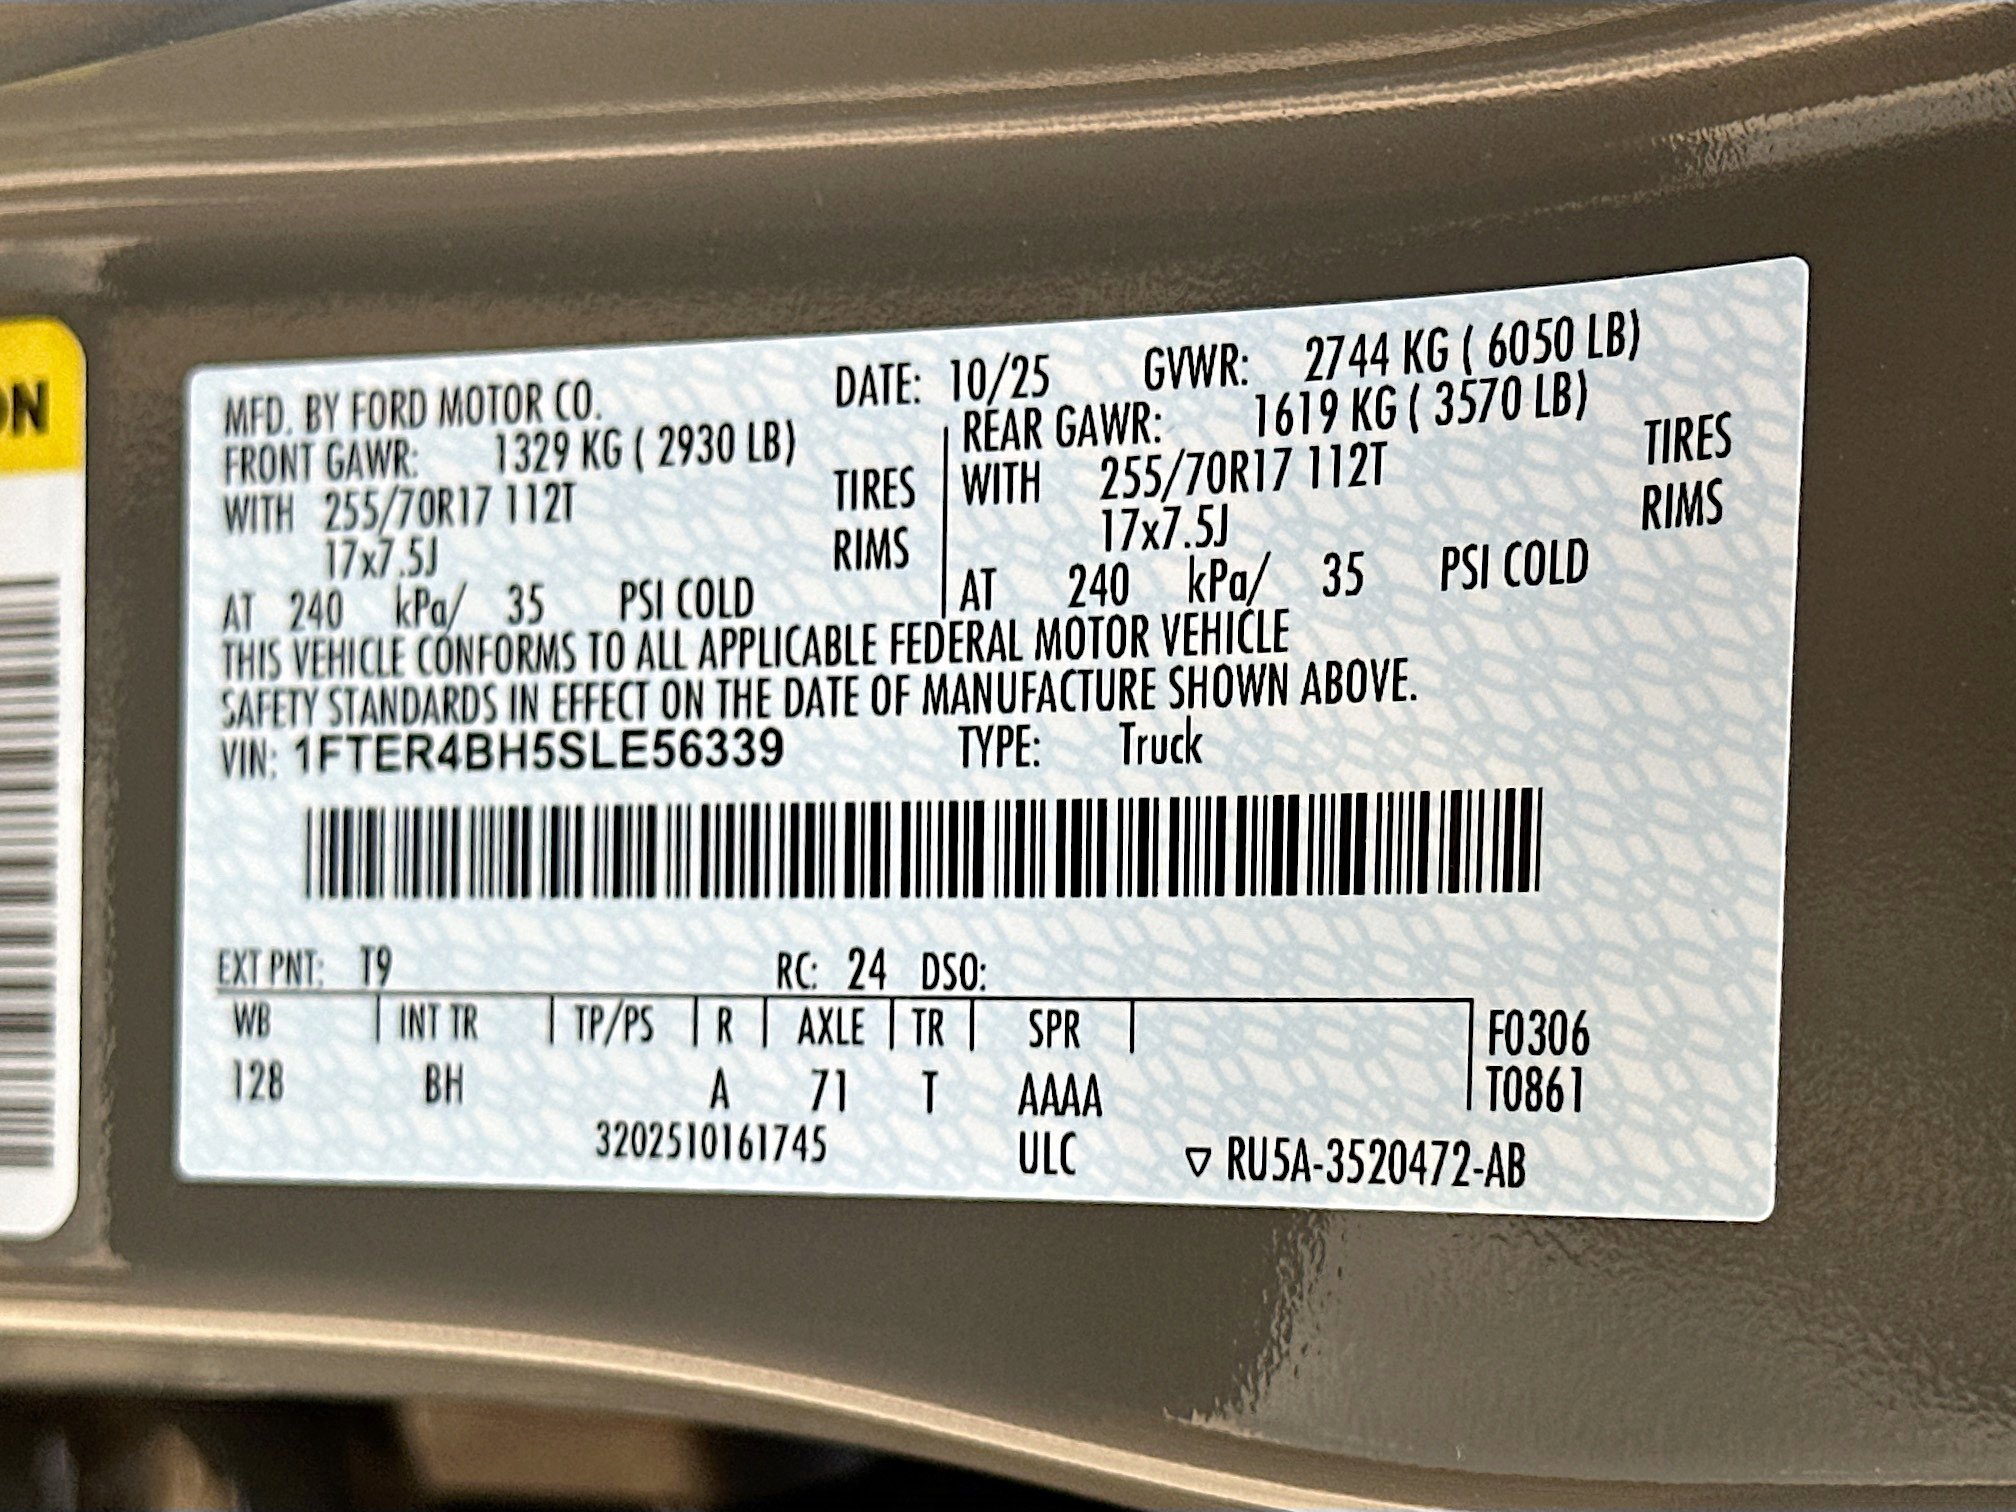 ON
MFD. BY FORD MOTOR CO. DATE: 10/25 GVWR: 2744 KG ( 6050 LB)
FRONT GAWR: 1329 KG ( 2930 LB) REAR GAWR: 1619 KG ( 3570 LB)
WITH 255/70R17 112T TIRES WITH 255/70R17 112T TIRES
17x7.5J RIMS 17x7.5J RIMS
AT 240 kPa/ 35 PSI COLD AT 240 kPa/ 35 PSI COLD
THIS VEHICLE CONFORMS TO ALL APPLICABLE FEDERAL MOTOR VEHICLE
SAFETY STANDARDS IN EFFECT ON THE DATE OF MANUFACTURE SHOWN ABOVE.
VIN: 1FTER4BH5SLE56339 TYPE: Truck
EXT PNT: T9 RC: 24 DSO:
WB INT TR TP/PS R AXLE TR SPR F0306
128 BH A 71 T AAAA T0861
3202510161745 ULC ▽ RU5A-3520472-AB